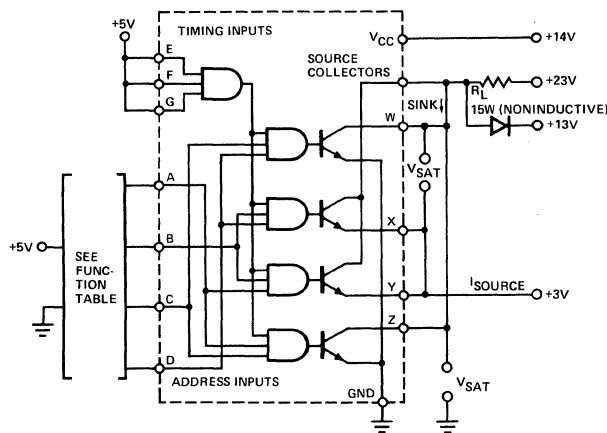 +5V
TIMING INPUTS
E
F
G
VCC
+14V
SOURCE
COLLECTORS
+23V
RL
SINK↓
15W (NONINDUCTIVE)
+13V
W
VSAT
A
X
B
+5V
SEE
FUNC-
TION
TABLE
C
Y
ISOURCE
+3V
Z
D
ADDRESS INPUTS
GND
VSAT